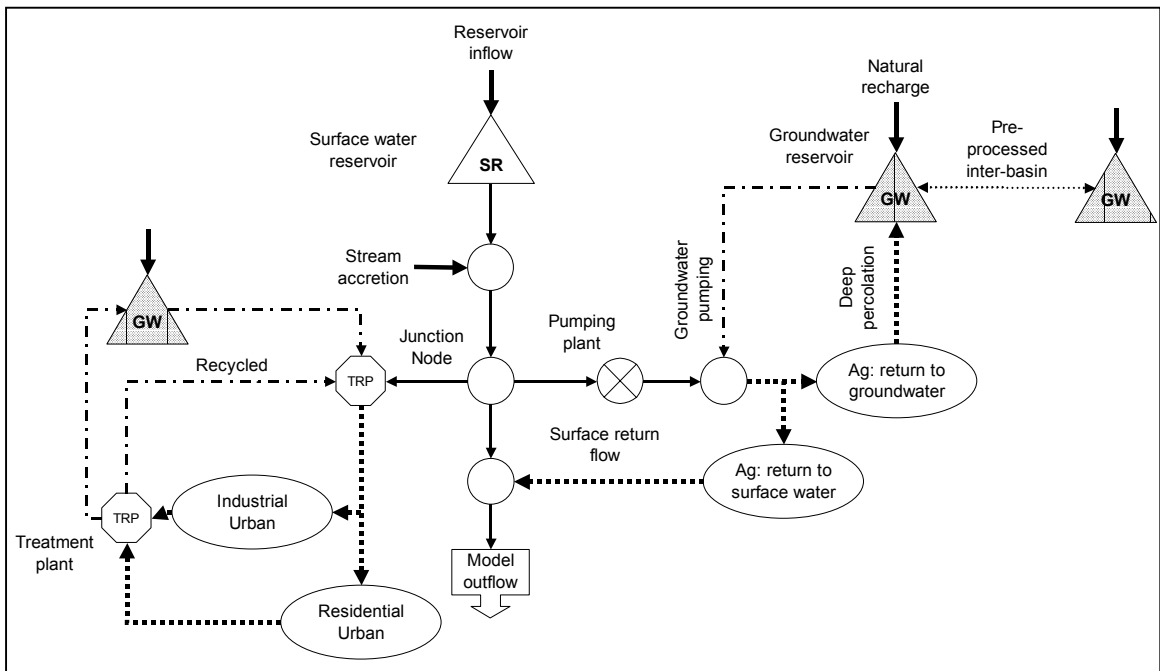 Reservoir
inflow
Natural
recharge
Surface water
reservoir
SR
Groundwater
reservoir
Pre-
processed
inter-basin
GW
GW
Stream
accretion
Groundwater
pumping
Deep
percolation
GW
Junction
Node
Pumping
plant
Recycled
TRP
Ag: return to
groundwater
Surface return
flow
Ag: return to
surface water
Industrial
Urban
TRP
Treatment
plant
Model
outflow
Residential
Urban